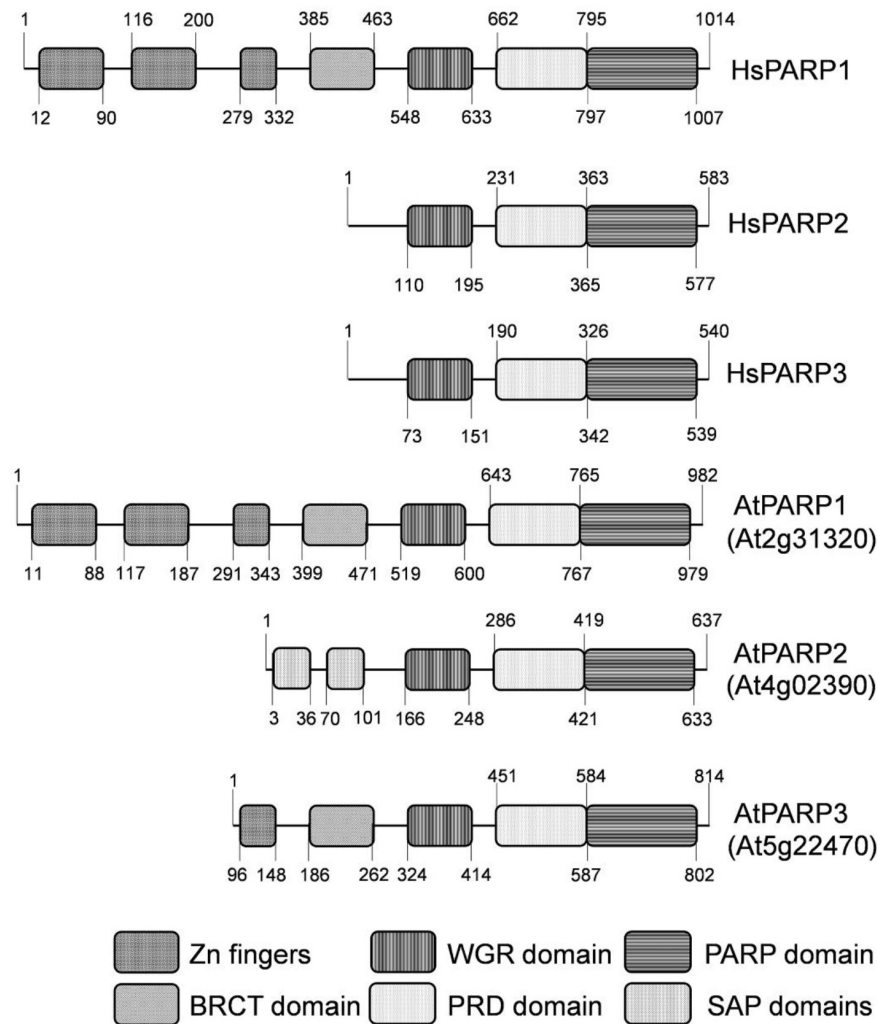 1 116 200 385 463 662 795 1014
HsPARP1
12 90 279 332 548 633 797 1007
1 231 363 583
HsPARP2
110 195 365 577
1 190 326 540
HsPARP3
73 151 342 539
1 643 765 982
AtPARP1
(At2g31320)
11 88 117 187 291 343 399 471 519 600 767 979
1 286 419 637
AtPARP2
(At4g02390)
3 36 70 101 166 248 421 633
1 451 584 814
AtPARP3
(At5g22470)
96 148 186 262 324 414 587 802
Zn fingers WGR domain PARP domain
BRCT domain PRD domain SAP domains